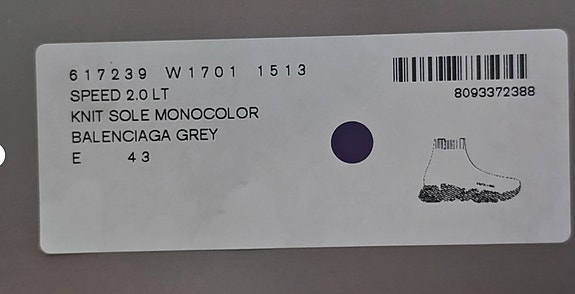 617239 W1701 1513
SPEED 2.0 LT
KNIT SOLE MONOCOLOR
BALENCIAGA GREY
E 43
8093372388